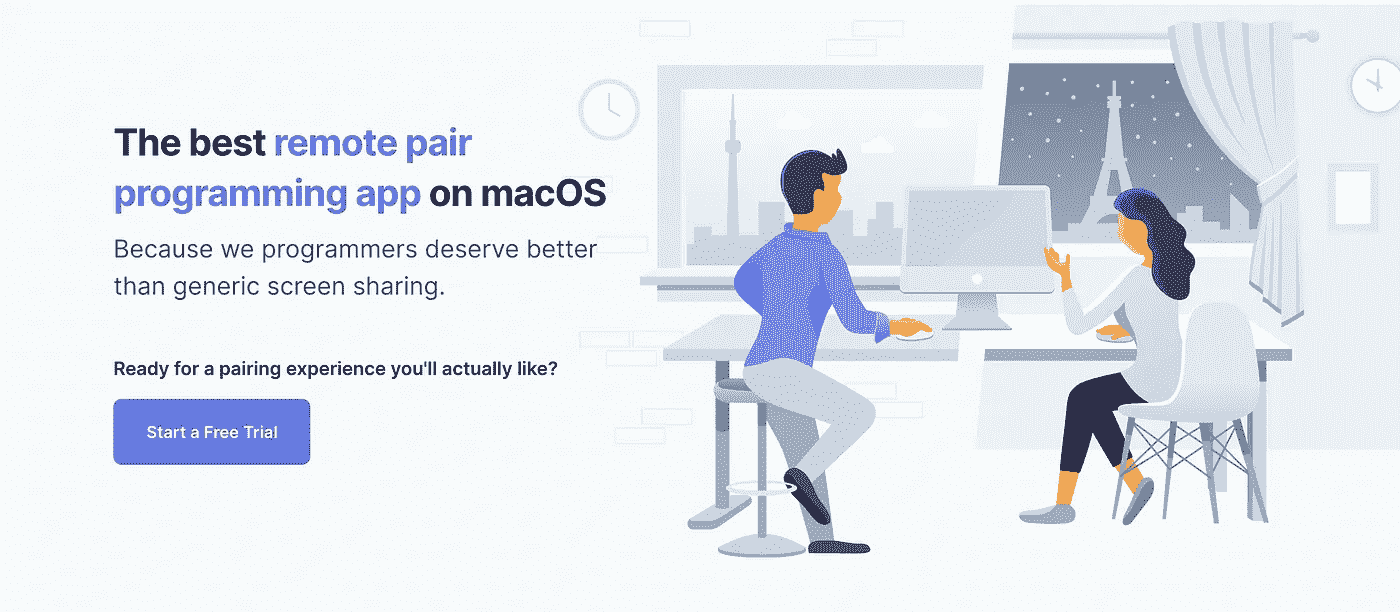 The best remote pair
programming app on macOS
Because we programmers deserve better
than generic screen sharing.
Ready for a pairing experience you'll actually like?
Start a Free Trial